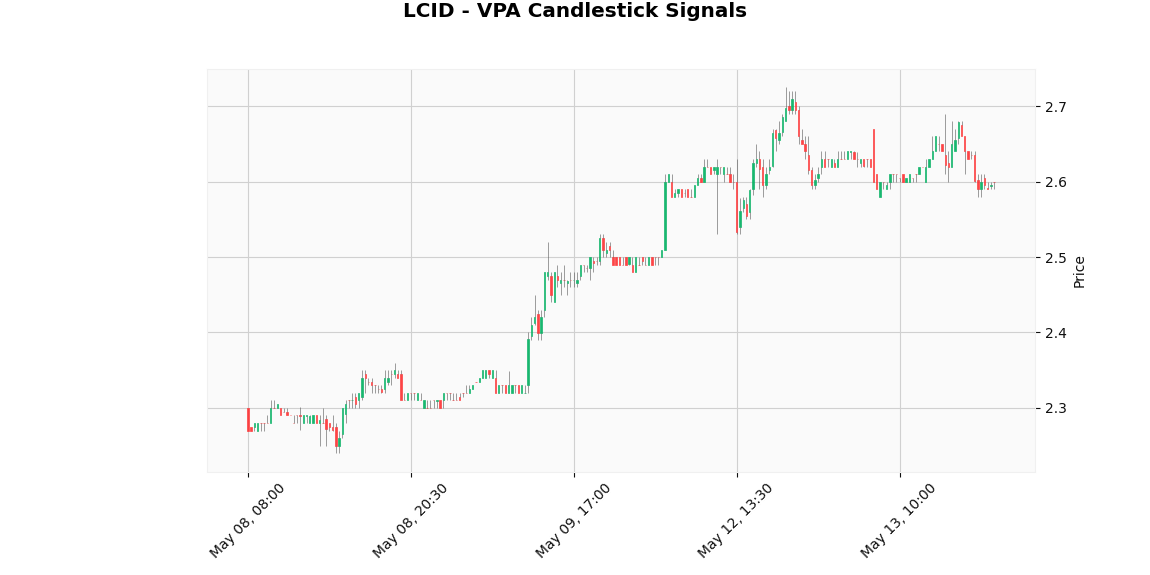 LCID - VPA Candlestick Signals
2.7
2.6
2.5
2.4
2.3
Price
May 08, 08:00
May 08, 20:30
May 09, 17:00
May 12, 13:30
May 13, 10:00